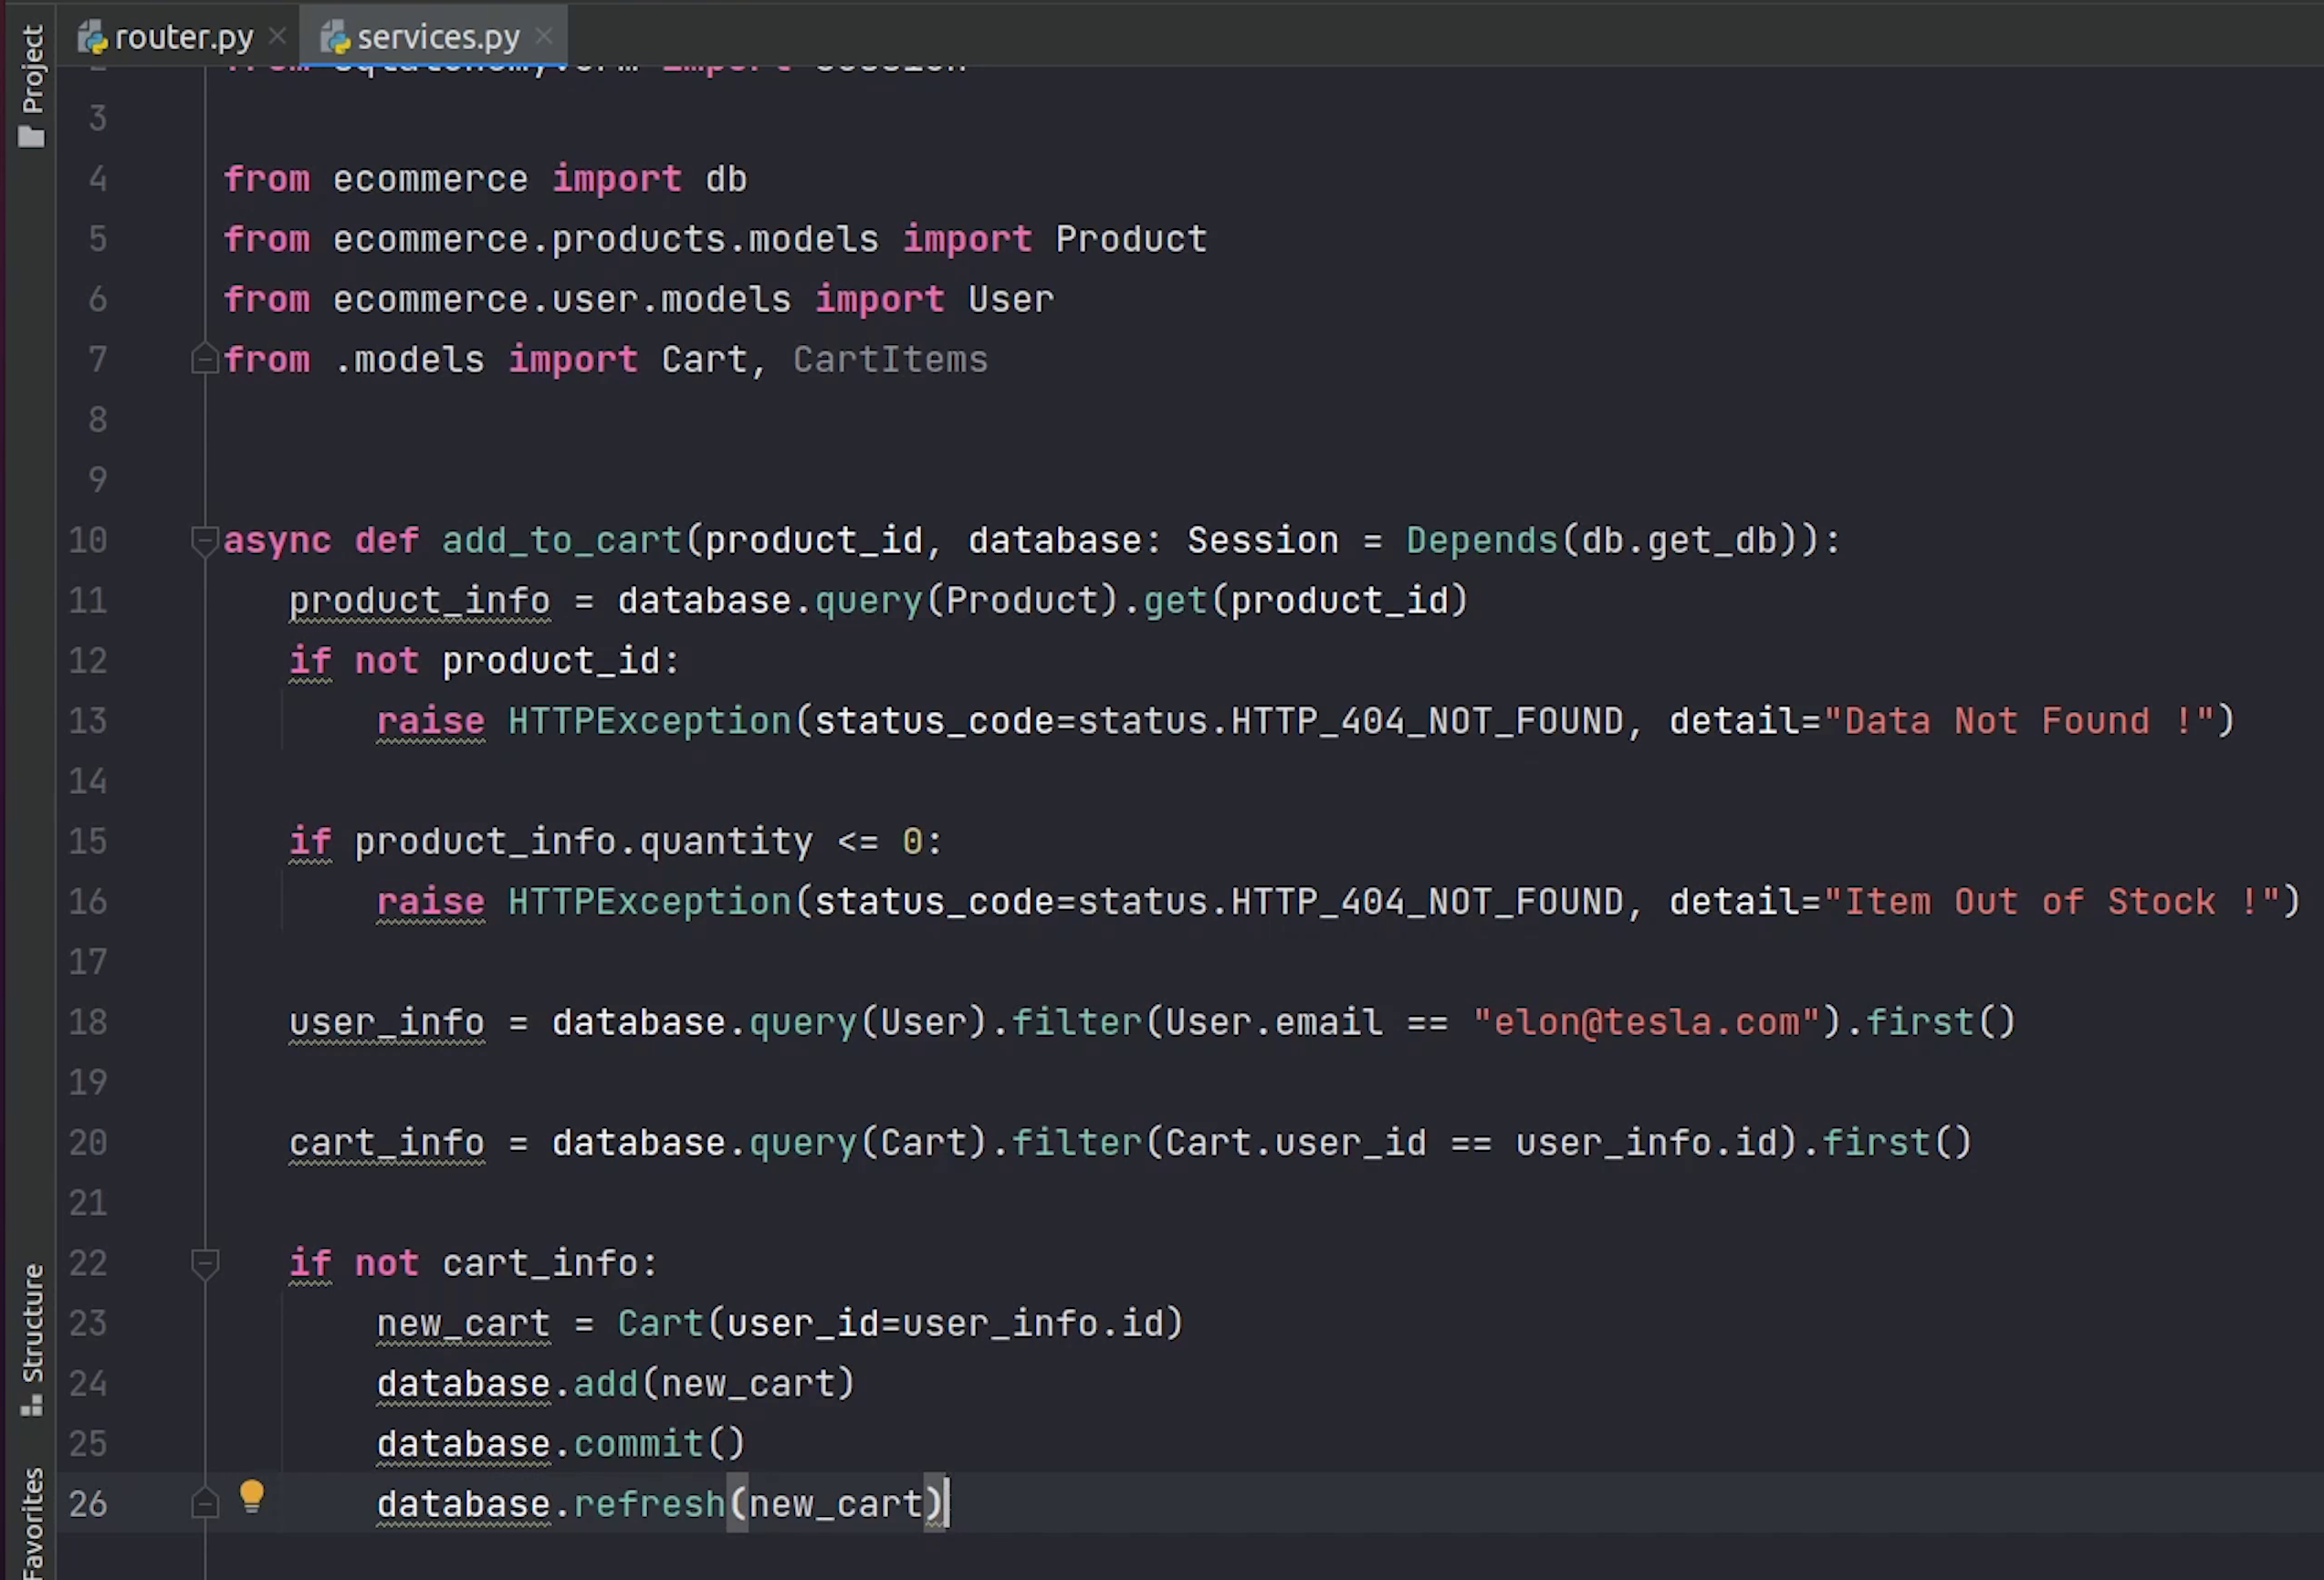 router.py
services.py
Project
2 from sqlalchemy.orm import Session
3
4 from ecommerce import db
5 from ecommerce.products.models import Product
6 from ecommerce.user.models import User
7 from .models import Cart, CartItems
8
9
10 async def add_to_cart(product_id, database: Session = Depends(db.get_db)):
11 product_info = database.query(Product).get(product_id)
12 if not product_id:
13 raise HTTPException(status_code=status.HTTP_404_NOT_FOUND, detail="Data Not Found !")
14
15 if product_info.quantity <= 0:
16 raise HTTPException(status_code=status.HTTP_404_NOT_FOUND, detail="Item Out of Stock !")
17
18 user_info = database.query(User).filter(User.email == "elon@tesla.com").first()
19
20 cart_info = database.query(Cart).filter(Cart.user_id == user_info.id).first()
21
22 if not cart_info:
23 new_cart = Cart(user_id=user_info.id)
24 database.add(new_cart)
25 database.commit()
26 database.refresh(new_cart)
Structure
Favorites